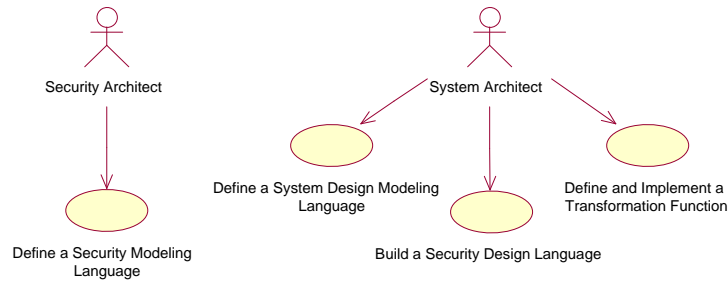 Security Architect
System Architect
Define a Security Modeling
Language
Define a System Design Modeling
Language
Build a Security Design Language
Define and Implement a
Transformation Function